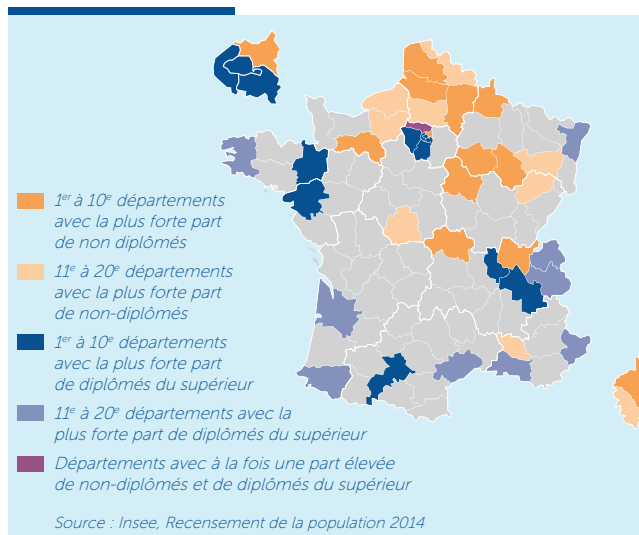 1er à 10e départements
avec la plus forte part
de non diplômés
11e à 20e départements
avec la plus forte part
de non-diplômés
1er à 10e départements
avec la plus forte part
de diplômés du supérieur
11e à 20e départements avec la
plus forte part de diplômés du supérieur
Départements avec à la fois une part élevée
de non-diplômés et de diplômés du supérieur
Source : Insee, Recensement de la population 2014